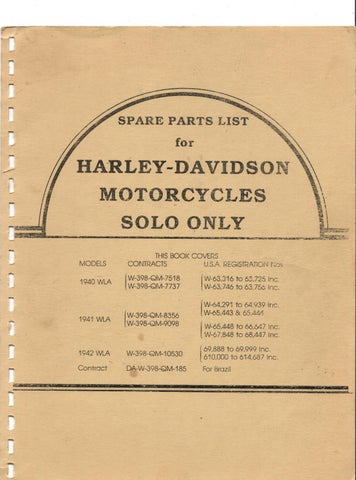 SPARE PARTS LIST
for
HARLEY-DAVIDSON
MOTORCYCLES
SOLO ONLY
THIS BOOK COVERS
MODELS CONTRACTS U.S.A. REGISTRATION Nos
1940 WLA W-398-QM-7518 W-63,316 to 63,725 Inc.
W-398-QM-7737 W-63,746 to 63,756 Inc.
1941 WLA W-398-QM-8356 W-64,291 to 64,939 Inc.
W-398-QM-9098 W-65,443 & 65,444
W-65,448 to 66,647 Inc.
W-67,848 to 68,447 Inc.
1942 WLA W-398-QM-10530 69,888 to 69,999 Inc.
610,000 to 614,687 Inc.
Contract DA-W-398-QM-185 For Brazil